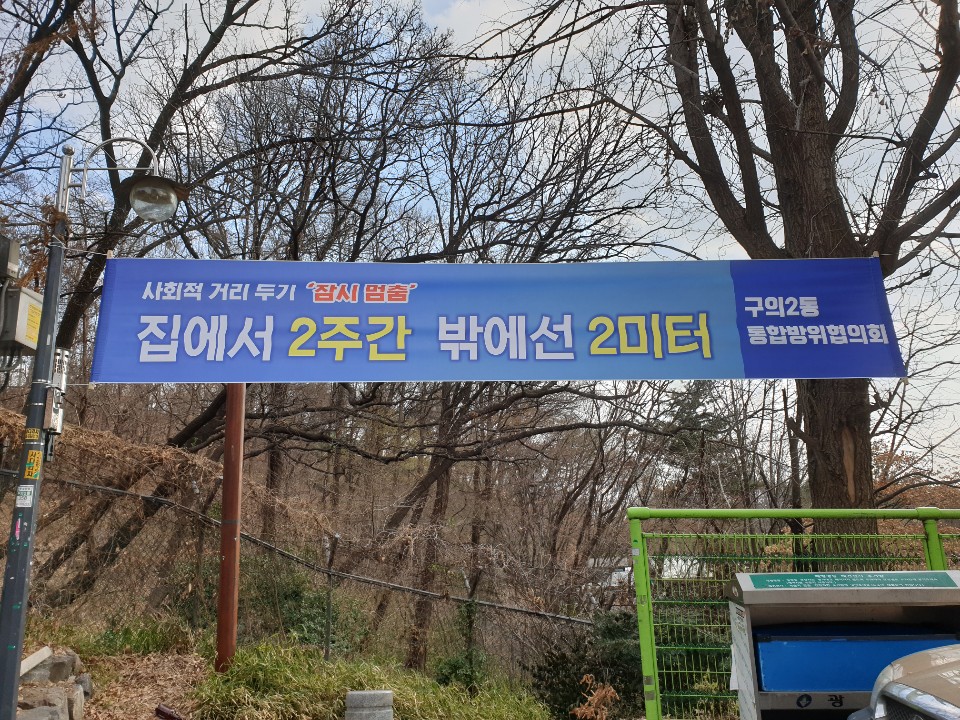 사회적 거리 두기 "잠시 멈춤"
집에서 2주간 밖에선 2미터
구의2동
통합방위협의회